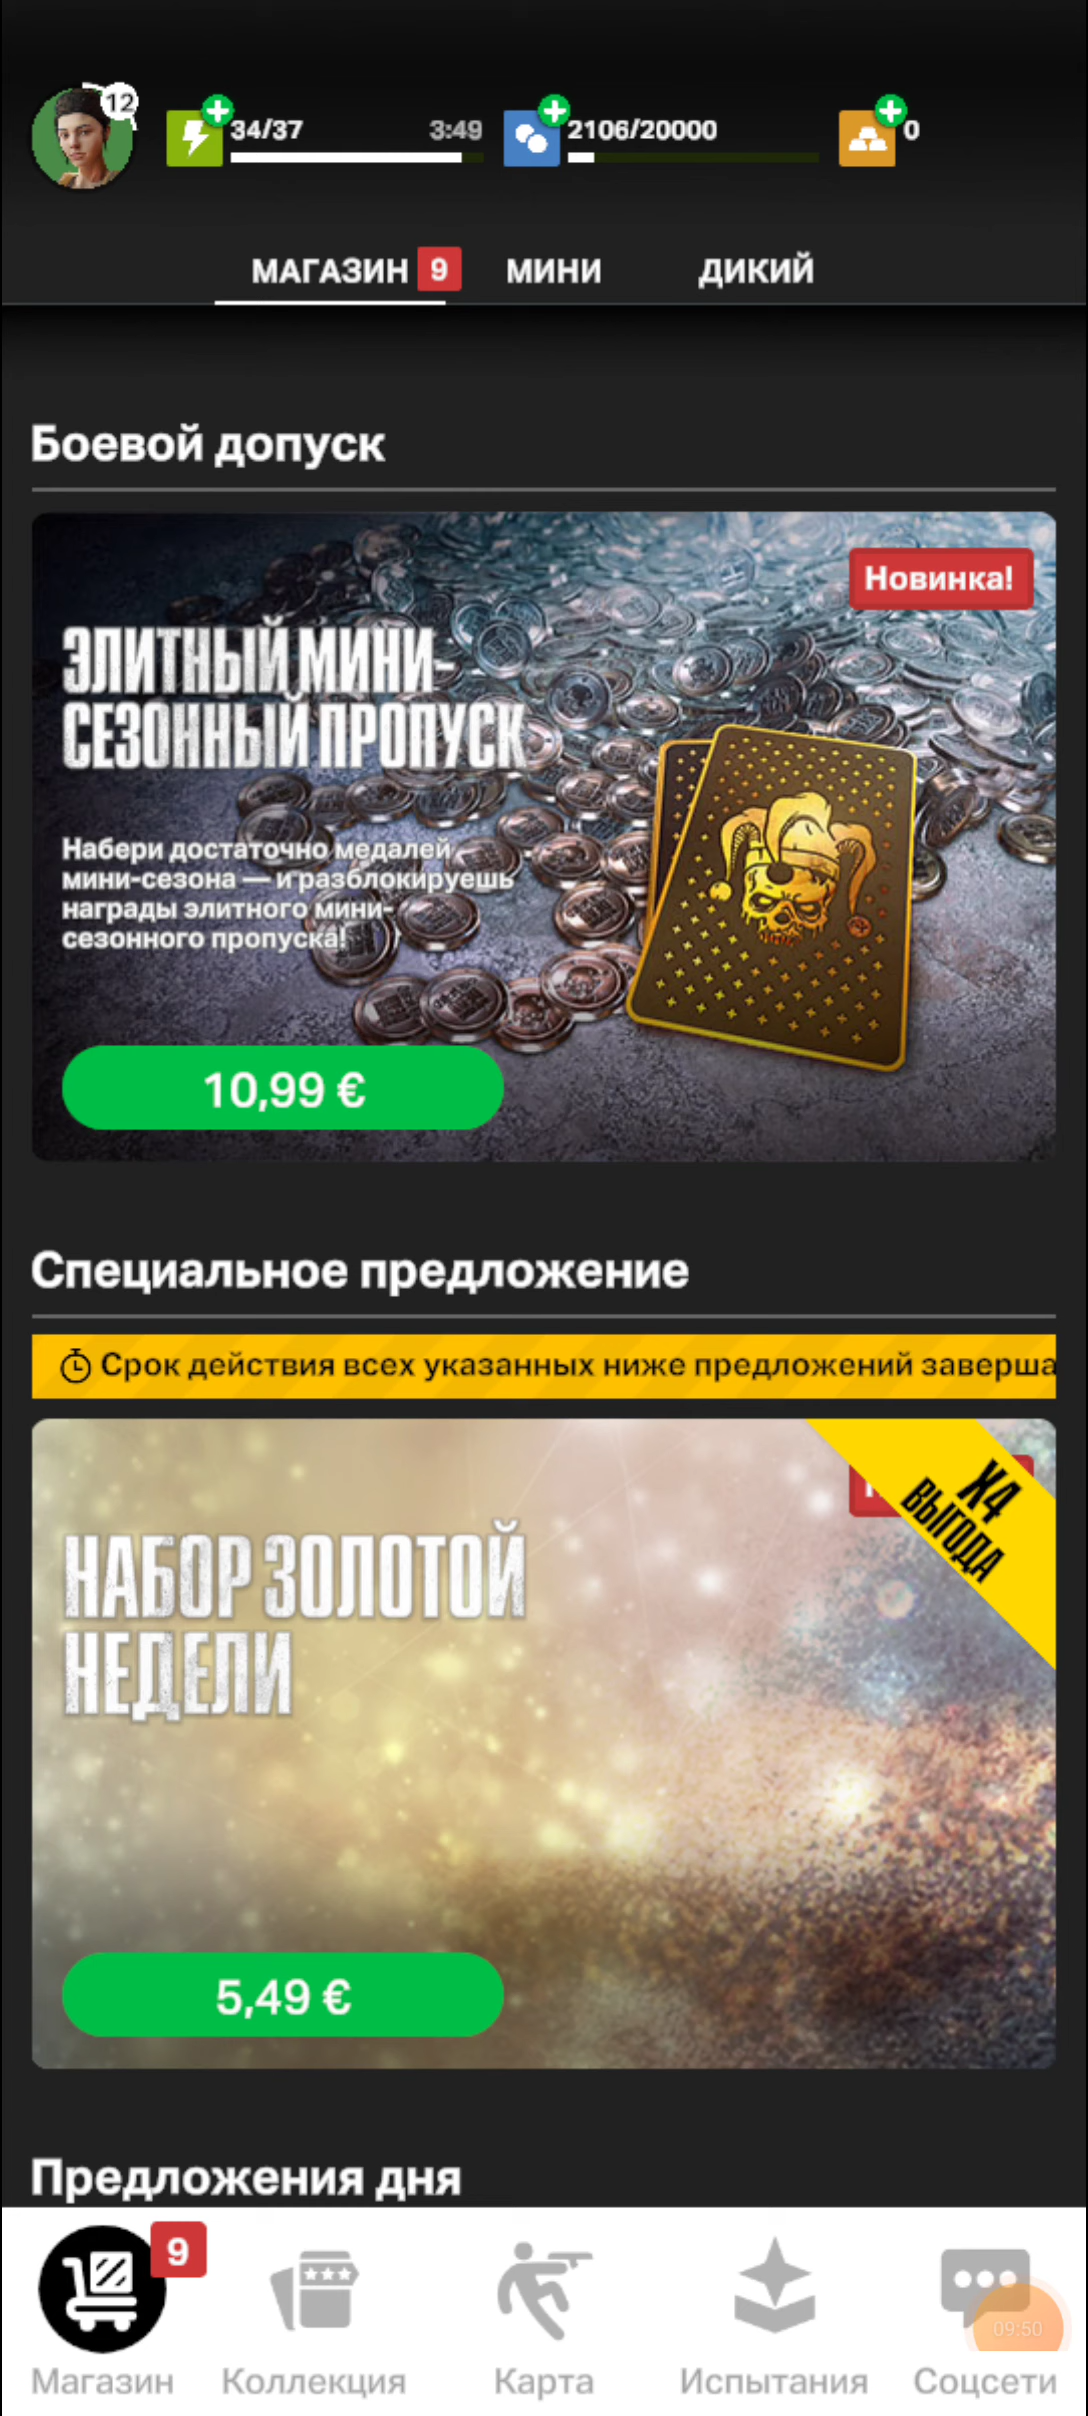 12
34/37
3:49
2106/20000
0
МАГАЗИН 9
МИНИ
ДИКИЙ
Боевой допуск
Новинка!
ЭЛИТНЫЙ МИНИ-
СЕЗОННЫЙ ПРОПУСК
Набери достаточно медалей
мини-сезона — и разблокируешь
награды элитного мини-
сезонного пропуска!
10,99 €
Специальное предложение
Срок действия всех указанных ниже предложений заверша
X4
ВЫГОДА
НАБОР ЗОЛОТОЙ
НЕДЕЛИ
5,49 €
Предложения дня
9
09:50
Магазин
Коллекция
Карта
Испытания
Соцсети